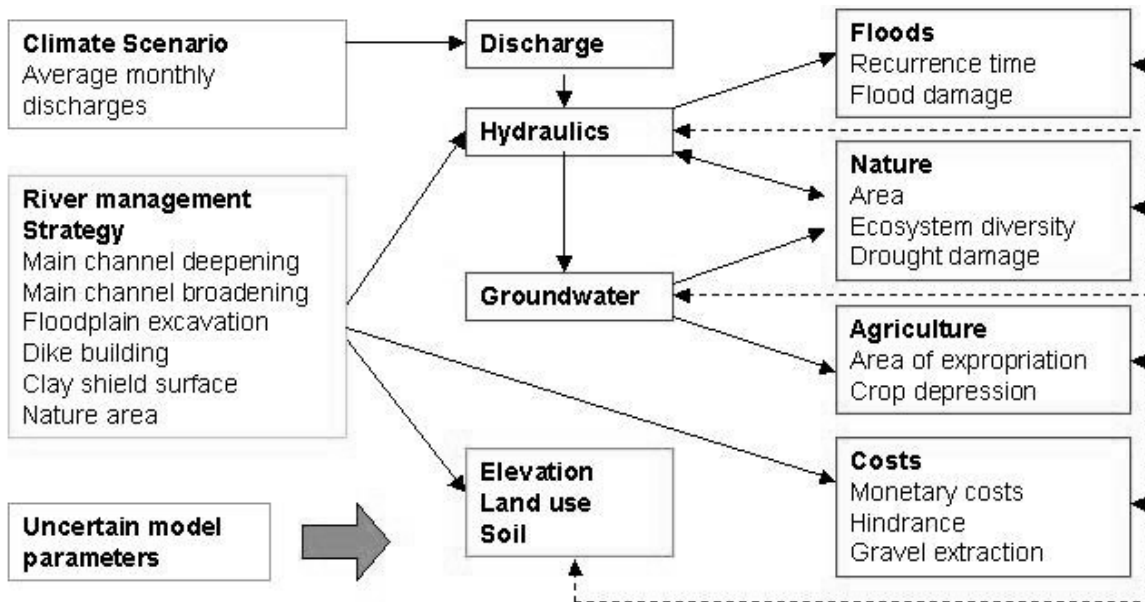 Climate Scenario
Average monthly
discharges
River management
Strategy
Main channel deepening
Main channel broadening
Floodplain excavation
Dike building
Clay shield surface
Nature area
Uncertain model
parameters
Discharge
Hydraulics
Groundwater
Elevation
Land use
Soil
Floods
Recurrence time
Flood damage
Nature
Area
Ecosystem diversity
Drought damage
Agriculture
Area of expropriation
Crop depression
Costs
Monetary costs
Hindrance
Gravel extraction